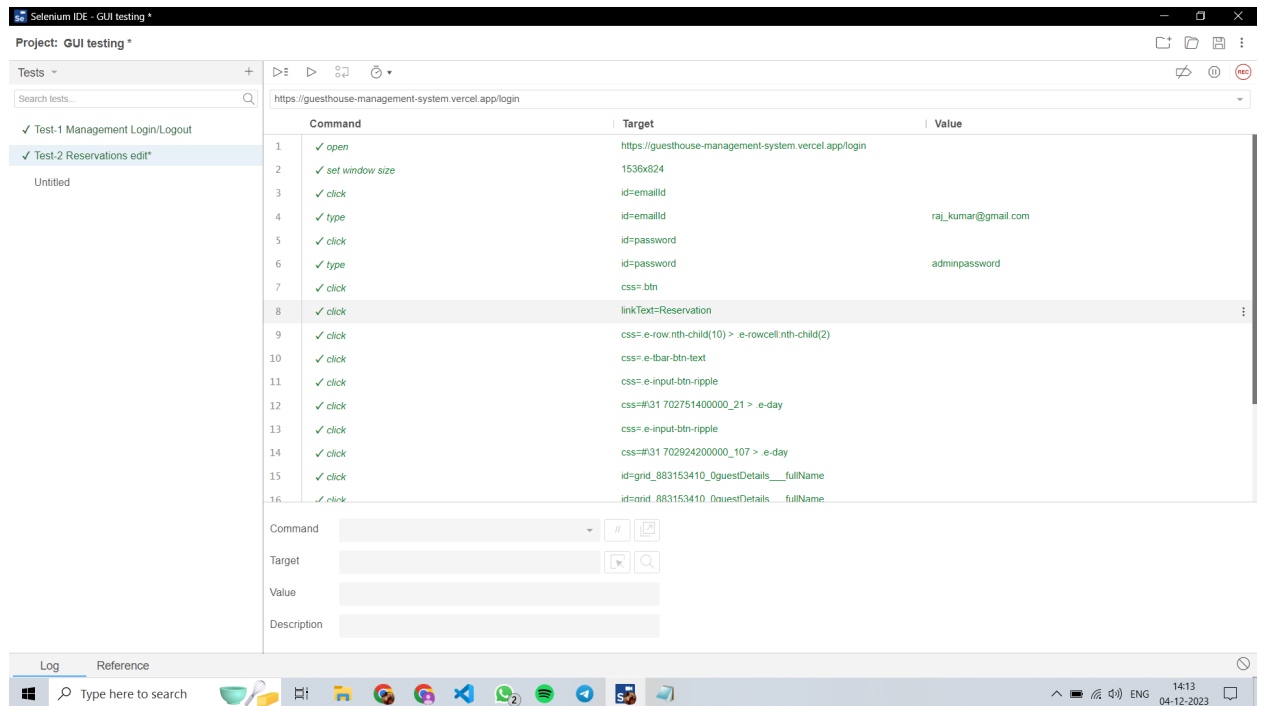 Selenium IDE - GUI testing *
Project: GUI testing *
Tests
Search tests...
✓ Test-1 Management Login/Logout
✓ Test-2 Reservations edit*
Untitled
REC
https://guesthouse-management-system.vercel.app/login
Command Target Value
1 ✓ open https://guesthouse-management-system.vercel.app/login
2 ✓ set window size 1536x824
3 ✓ click id=emailId
4 ✓ type id=emailId raj_kumar@gmail.com
5 ✓ click id=password
6 ✓ type id=password adminpassword
7 ✓ click css=.btn
8 ✓ click linkText=Reservation
9 ✓ click css=.e-row:nth-child(10) > .e-rowcell:nth-child(2)
10 ✓ click css=.e-tbar-btn-text
11 ✓ click css=.e-input-btn-ripple
12 ✓ click css=#\31 702751400000_21 > .e-day
13 ✓ click css=.e-input-btn-ripple
14 ✓ click css=#\31 702924200000_107 > .e-day
15 ✓ click id=grid_883153410_0guestDetails___fullName
16 ✓ click id=grid_883153410_0guestDetails___fullName
Command //
Target
Value
Description
Log Reference
Type here to search
2
ENG
14:13
04-12-2023